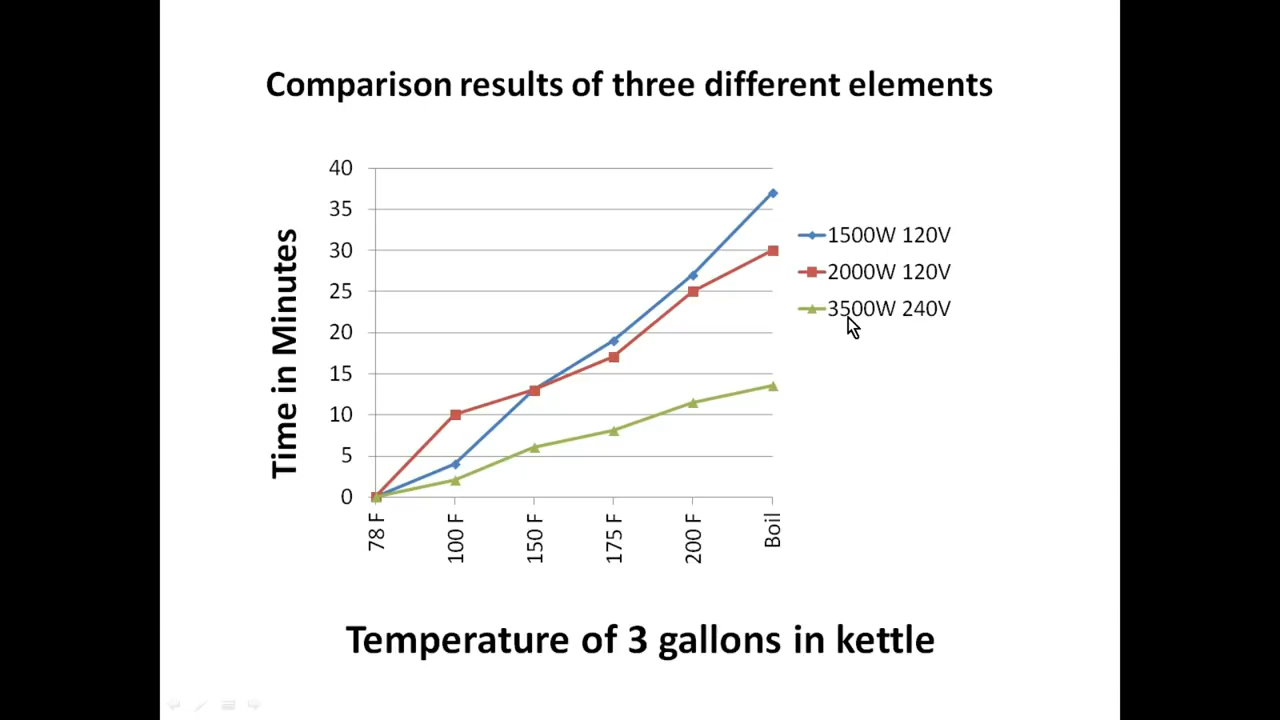 Comparison results of three different elements
Time in Minutes
40
35
30
25
20
15
10
5
0
78 F
100 F
150 F
175 F
200 F
Boil
1500W 120V
2000W 120V
3500W 240V
Temperature of 3 gallons in kettle